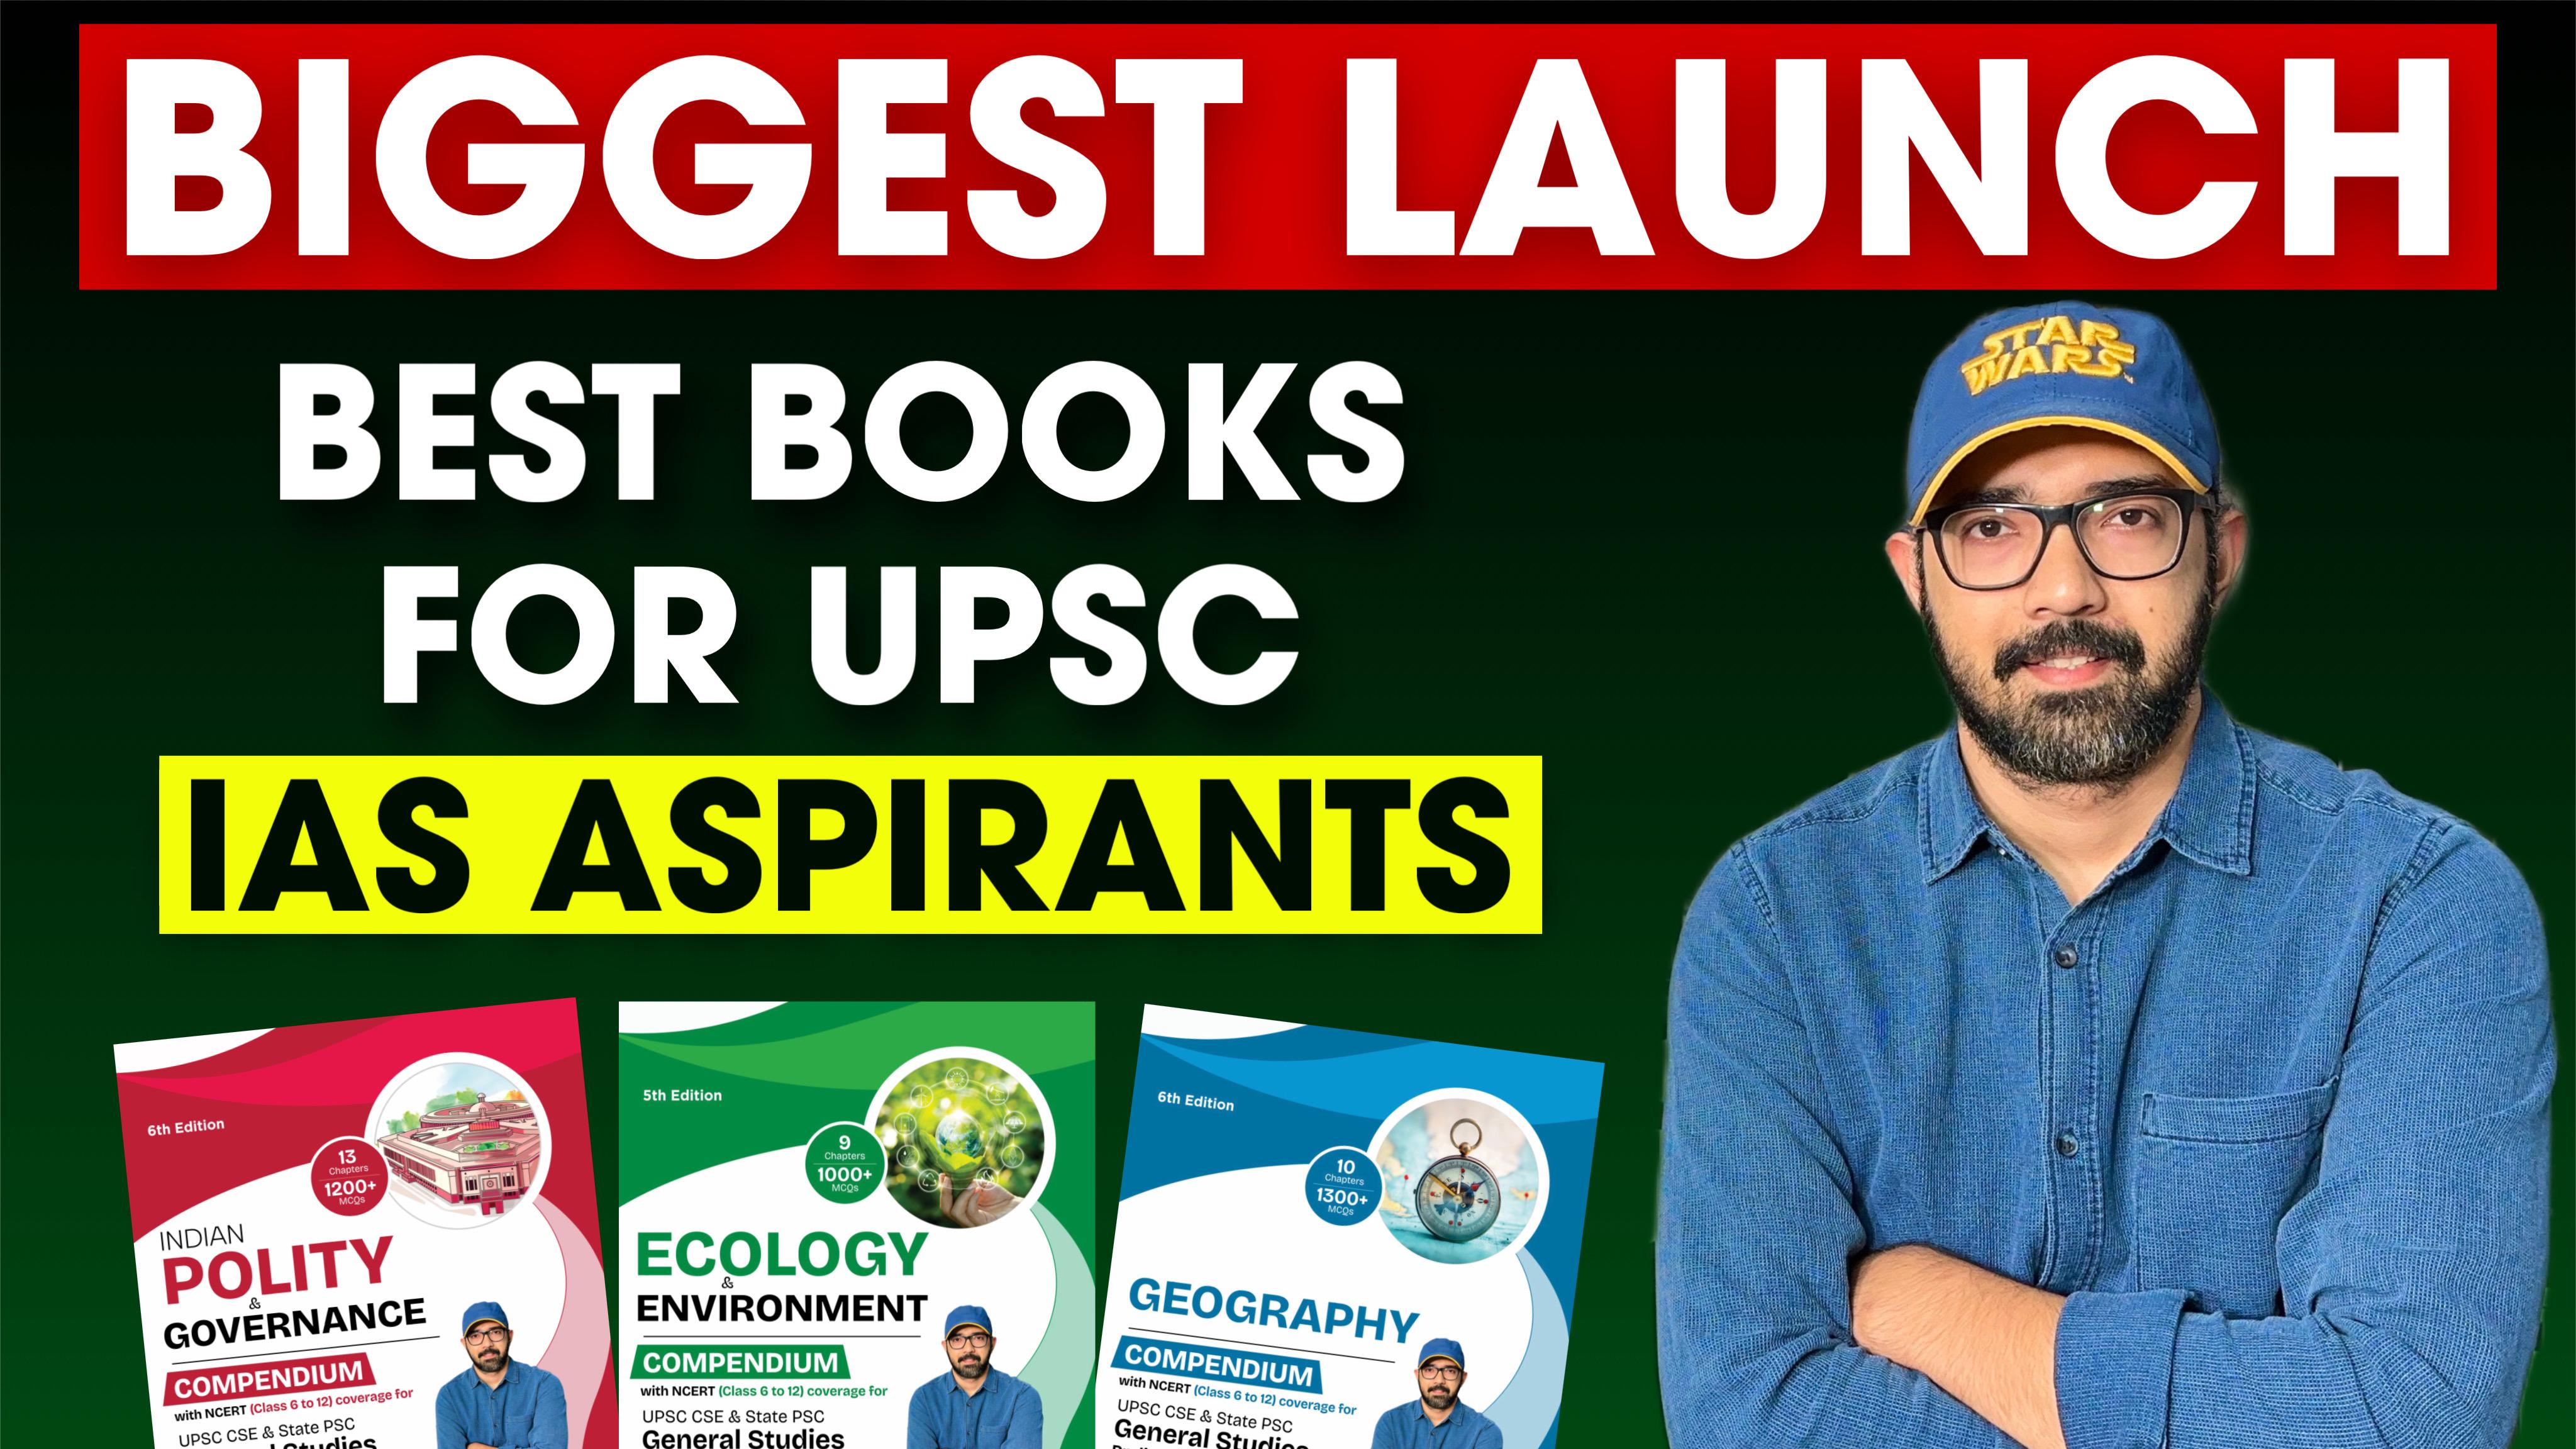 BIGGEST LAUNCH
STAR
WARS
BEST BOOKS
FOR UPSC
IAS ASPIRANTS
6th Edition
13
Chapters
1200+
MCQs
INDIAN
POLITY
&
GOVERNANCE
COMPENDIUM
with NCERT (Class 6 to 12) coverage for
UPSC CSE & State PSC
5th Edition
9
Chapters
1000+
MCQs
ECOLOGY
&
ENVIRONMENT
COMPENDIUM
with NCERT (Class 6 to 12) coverage for
UPSC CSE & State PSC
General Studies
6th Edition
10
Chapters
1300+
MCQs
GEOGRAPHY
COMPENDIUM
with NCERT (Class 6 to 12) coverage for
UPSC CSE & State PSC
General Studies